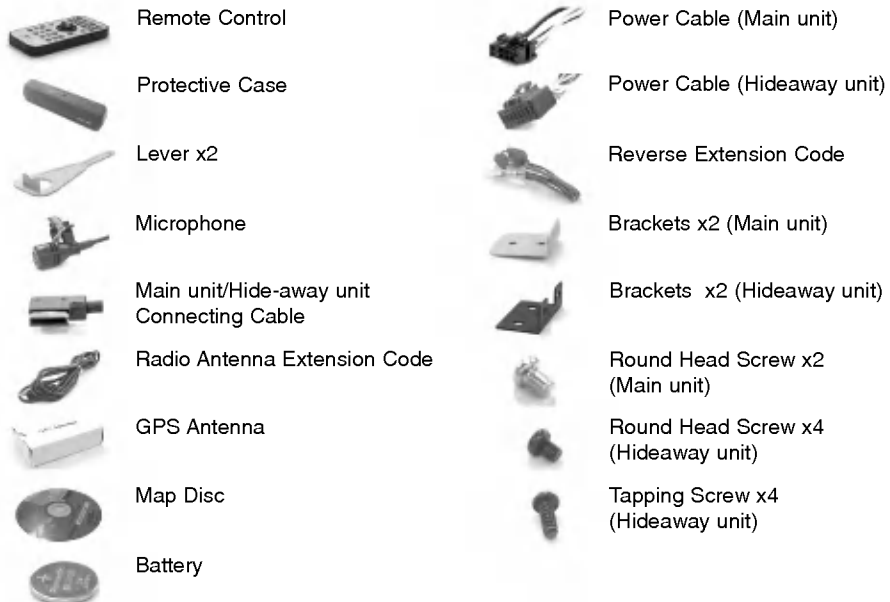 Remote Control
Protective Case
Lever x2
Microphone
Main unit/Hide-away unit
Connecting Cable
Radio Antenna Extension Code
GPS Antenna
Map Disc
Battery
Power Cable (Main unit)
Power Cable (Hideaway unit)
Reverse Extension Code
Brackets x2 (Main unit)
Brackets x2 (Hideaway unit)
Round Head Screw x2
(Main unit)
Round Head Screw x4
(Hideaway unit)
Tapping Screw x4
(Hideaway unit)